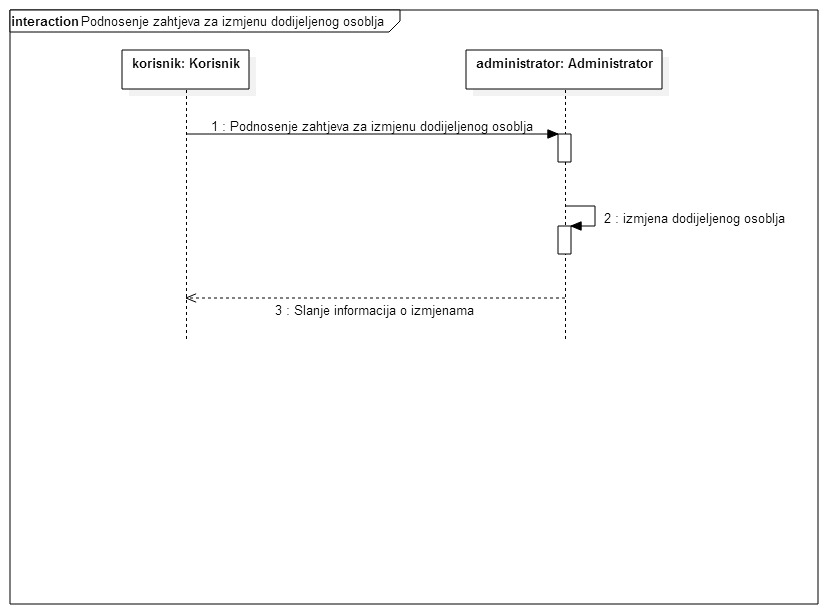 interaction Podnosenje zahtjeva za izmjenu dodijeljenog osoblja
korisnik: Korisnik
administrator: Administrator
1 : Podnosenje zahtjeva za izmjenu dodijeljenog osoblja
2 : izmjena dodijeljenog osoblja
3 : Slanje informacija o izmjenama